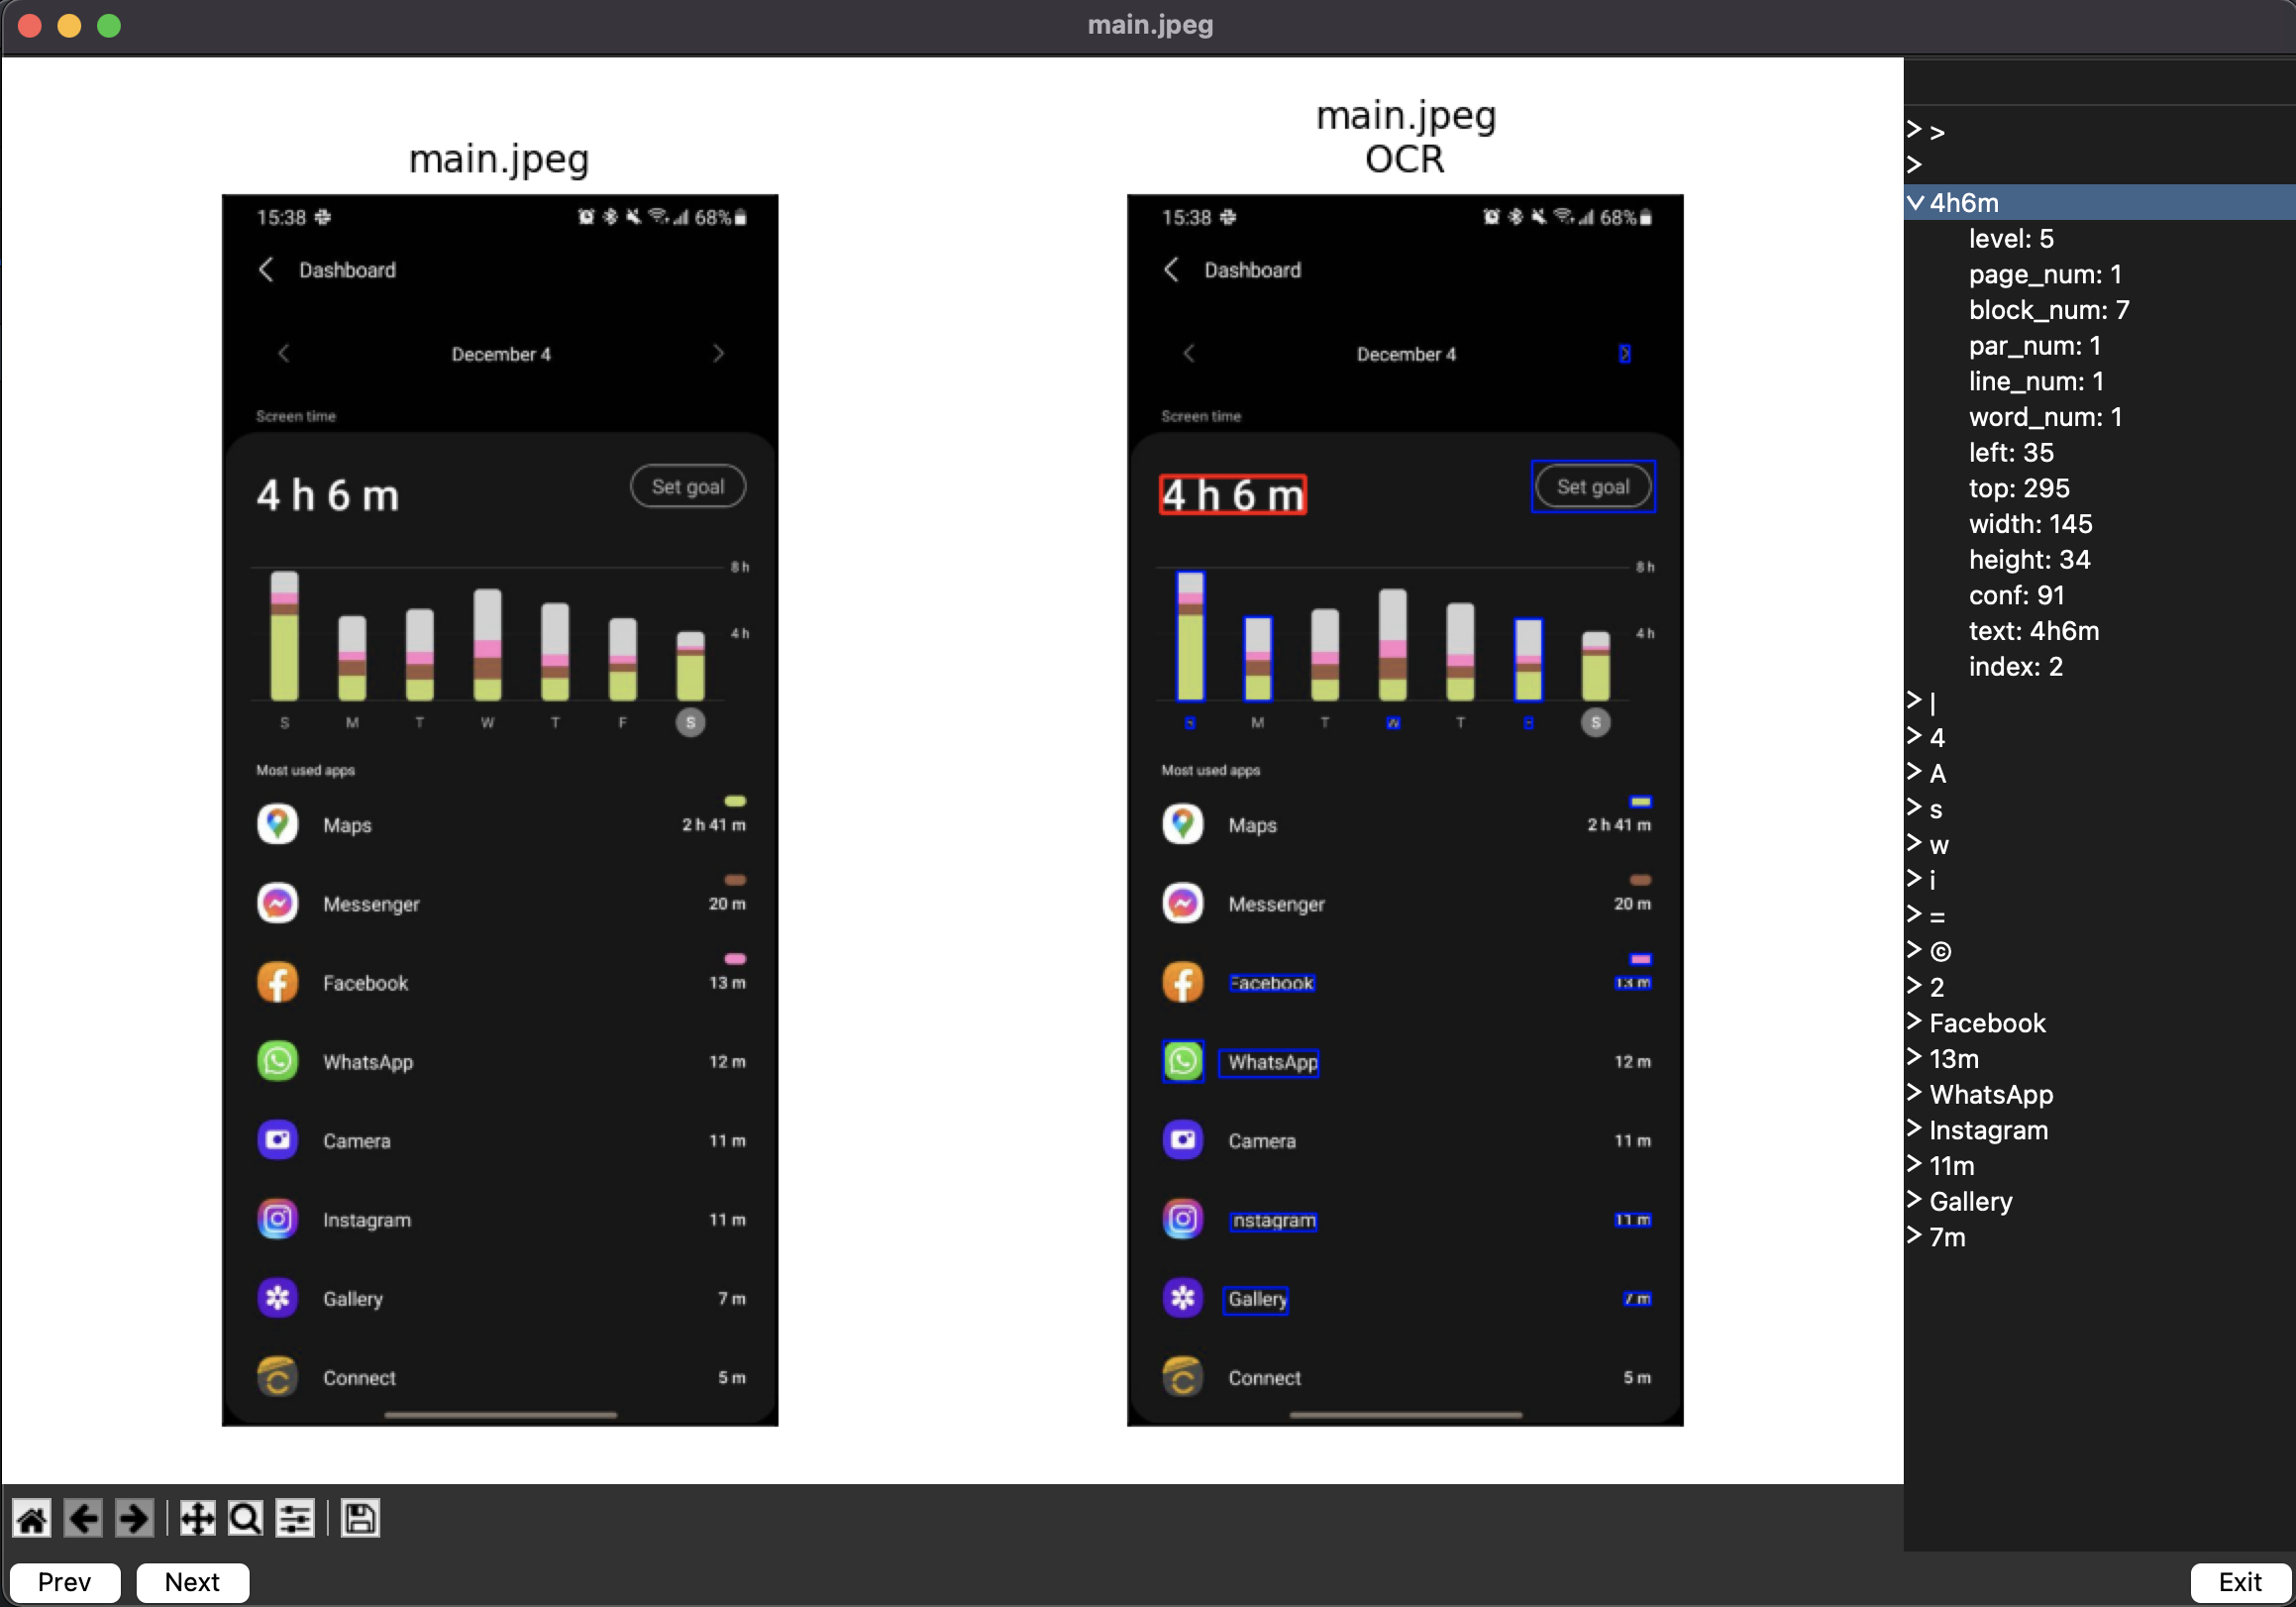 main.jpeg
main.jpeg
15:38 68%
Dashboard
December 4
Screen time
4 h 6 m Set goal
8 h
4 h
S M T W T F S
Most used apps
Maps 2 h 41 m
Messenger 20 m
Facebook 13 m
WhatsApp 12 m
Camera 11 m
Instagram 11 m
Gallery 7 m
Connect 5 m
main.jpeg
OCR
15:38 68%
Dashboard
December 4
Screen time
4 h 6 m Set goal
8 h
4 h
M T W T S
Most used apps
Maps 2 h 41 m
Messenger 20 m
Facebook 13 m
WhatsApp 12 m
Camera 11 m
Instagram 11 m
Gallery 7 m
Connect 5 m
> >
>
4h6m
level: 5
page_num: 1
block_num: 7
par_num: 1
line_num: 1
word_num: 1
left: 35
top: 295
width: 145
height: 34
conf: 91
text: 4h6m
index: 2
> |
> 4
> A
> s
> w
> i
> =
> ©
> 2
> Facebook
> 13m
> WhatsApp
> Instagram
> 11m
> Gallery
> 7m
Prev Next Exit